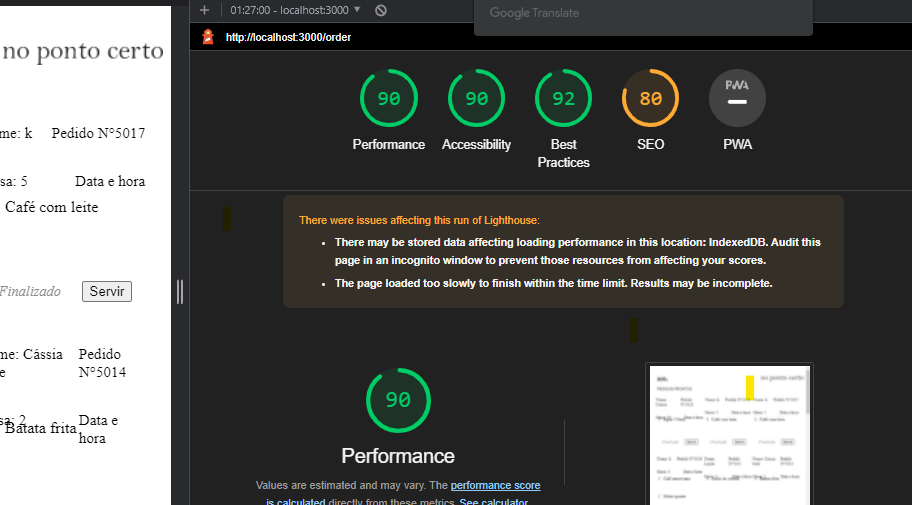 01:27:00 - localhost:3000
Google Translate
http://localhost:3000/order
no ponto certo
me: k Pedido N°5017
sa: 5 Data e hora
Café com leite
Finalizado Servir
me: Cássia Pedido
e N°5014
sa: 2 Data e
Batata frita hora
90 90 92 80 PWA
Performance Accessibility Best Practices SEO PWA
There were issues affecting this run of Lighthouse:
• There may be stored data affecting loading performance in this location: IndexedDB. Audit this
page in an incognito window to prevent those resources from affecting your scores.
• The page loaded too slowly to finish within the time limit. Results may be incomplete.
90
Performance
Values are estimated and may vary. The performance score
is calculated directly from these metrics. See calculator.
no ponto certo